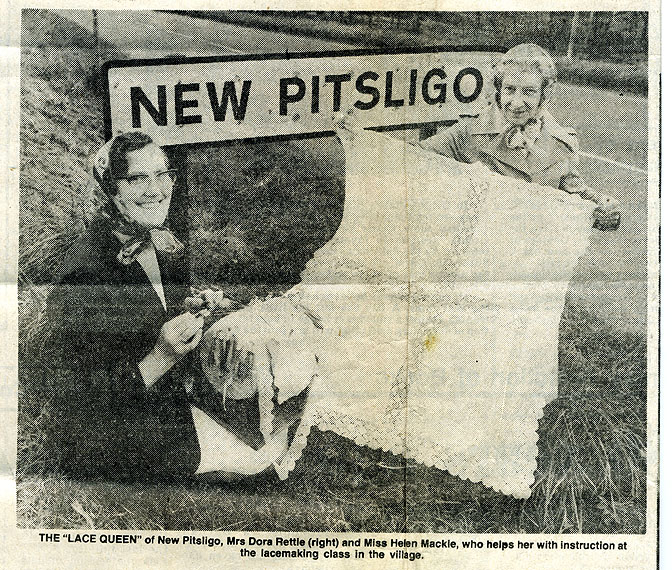 NEW PITSLIGO
THE "LACE QUEEN" of New Pitsligo, Mrs Dora Rettie (right) and Miss Helen Mackie, who helps her with instruction at
the lacemaking class in the village.